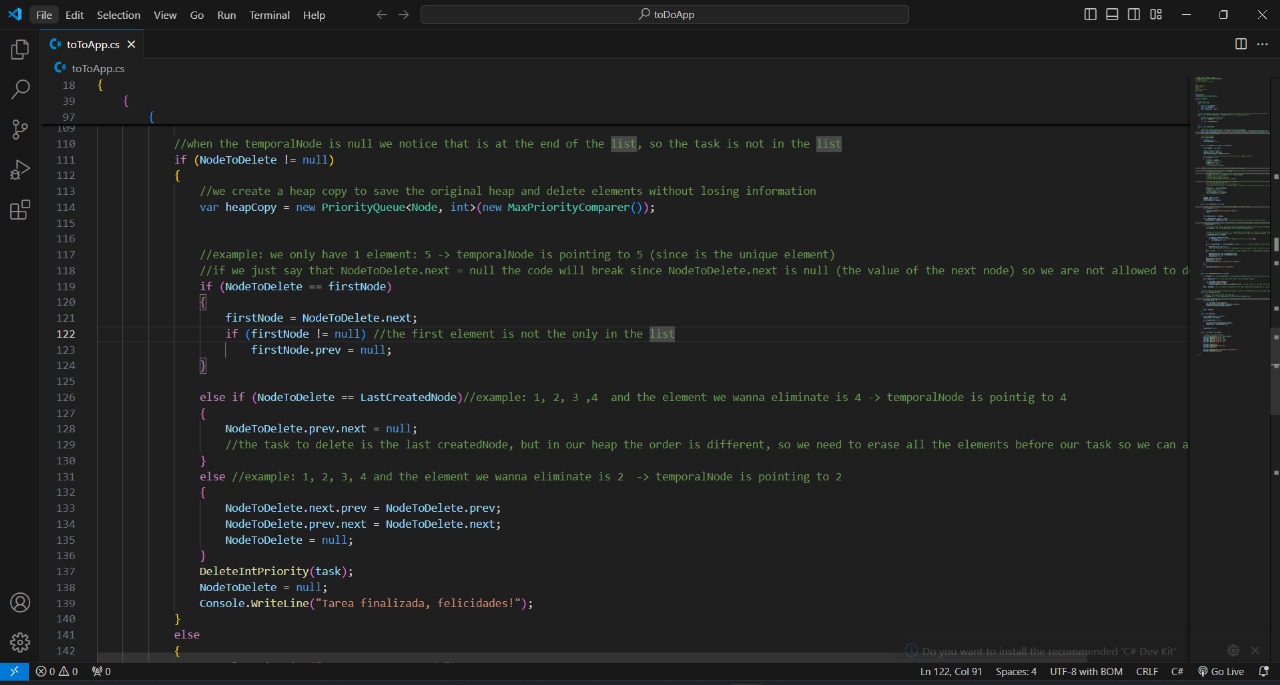 File Edit Selection View Go Run Terminal Help toDoApp
toToApp.cs
toToApp.cs
18 {
39 {
97 {
109
110 //when the temporalNode is null we notice that is at the end of the list, so the task is not in the list
111 if (NodeToDelete != null)
112 {
113 //we create a heap copy to save the original heap and delete elements without losing information
114 var heapCopy = new PriorityQueue<Node, int>(new MaxPriorityComparer());
115
116
117 //example: we only have 1 element: 5 -> temporalNode is pointing to 5 (since is the unique element)
118 //if we just say that NodeToDelete.next = null the code will break since NodeToDelete.next is null (the value of the next node) so we are not allowed to d
119 if (NodeToDelete == firstNode)
120 {
121 firstNode = NodeToDelete.next;
122 if (firstNode != null) //the first element is not the only in the list
123 firstNode.prev = null;
124 }
125
126 else if (NodeToDelete == LastCreatedNode)//example: 1, 2, 3 ,4  and the element we wanna eliminate is 4 -> temporalNode is pointig to 4
127 {
128 NodeToDelete.prev.next = null;
129 //the task to delete is the last createdNode, but in our heap the order is different, so we need to erase all the elements before our task so we can a
130 }
131 else //example: 1, 2, 3, 4 and the element we wanna eliminate is 2  -> temporalNode is pointing to 2
132 {
133 NodeToDelete.next.prev = NodeToDelete.prev;
134 NodeToDelete.prev.next = NodeToDelete.next;
135 NodeToDelete = null;
136 }
137 DeleteIntPriority(task);
138 NodeToDelete = null;
139 Console.WriteLine("Tarea finalizada, felicidades!");
140 }
141 else
142 {
Do you want to install the recommended 'C# Dev Kit'
0 0 0 Ln 122, Col 91 Spaces: 4 UTF-8 with BOM CRLF C# Go Live